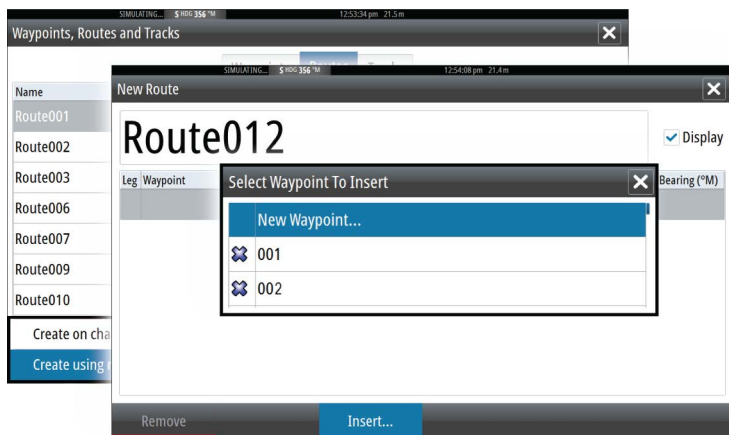 SIMULATING... S HDG 356 °M 12:53:34 pm 21.5 m
Waypoints, Routes and Tracks
SIMULATING... S HDG 356 °M 12:54:08 pm 21.4 m
Name
New Route
Route001
Route002
Route003
Route006
Route007
Route009
Route010
Create on cha
Create using
Route012
Display
Leg Waypoint
Bearing (°M)
Select Waypoint To Insert
New Waypoint...
001
002
Remove
Insert...